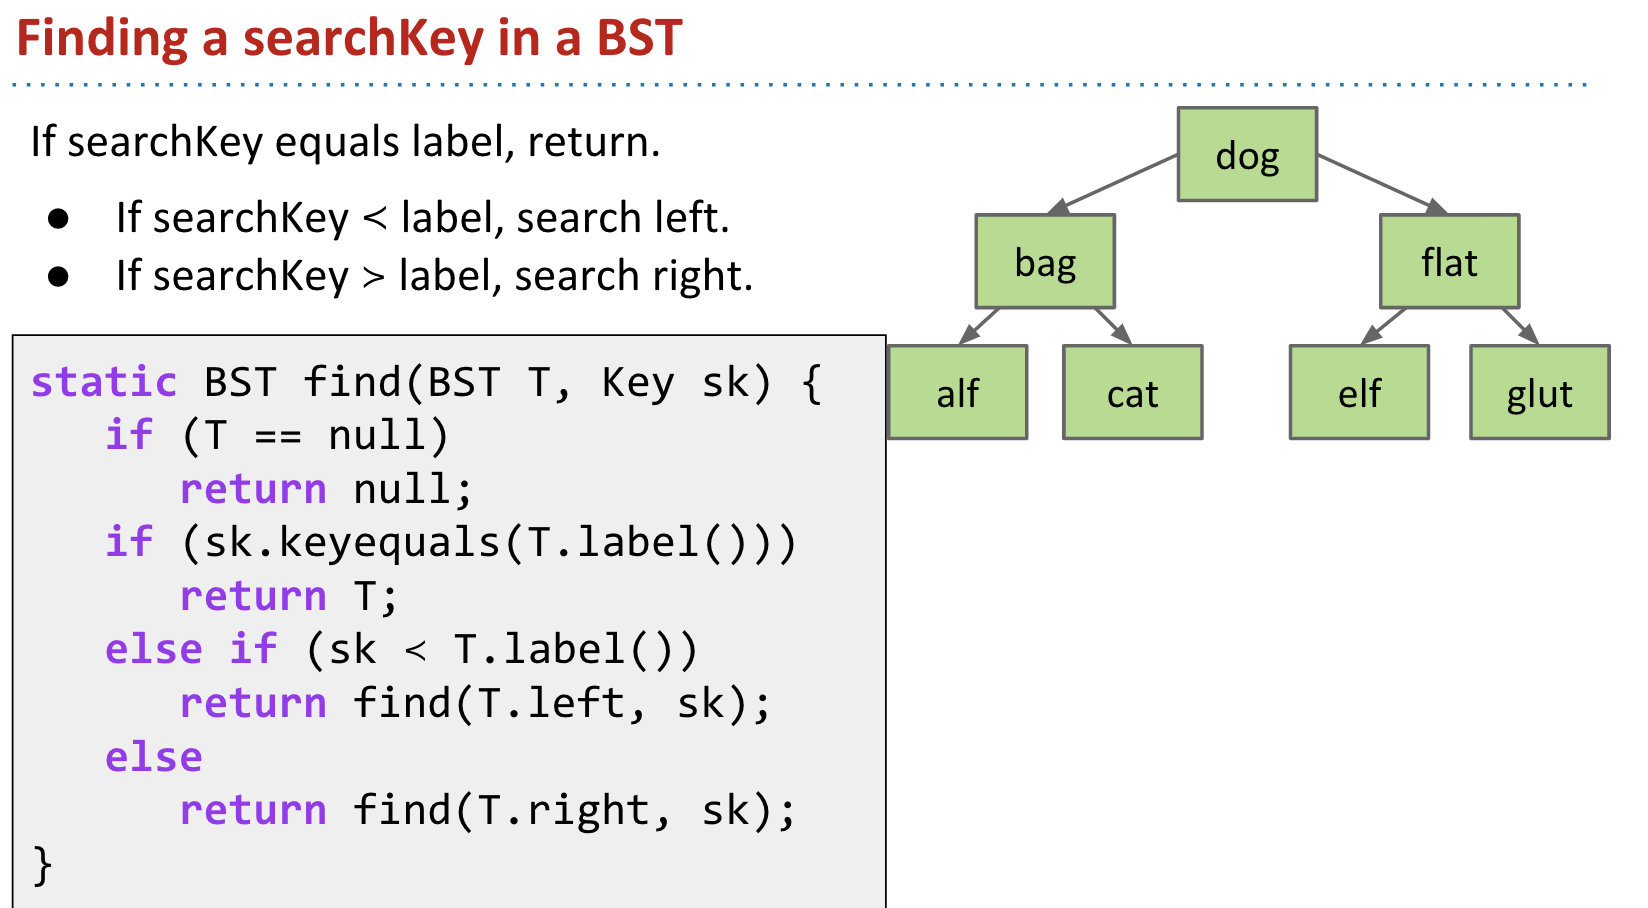 Finding a searchKey in a BST
If searchKey equals label, return.
● If searchKey ≺ label, search left.
● If searchKey ≻ label, search right.
static BST find(BST T, Key sk) {
   if (T == null)
      return null;
   if (sk.keyequals(T.label()))
      return T;
   else if (sk ≺ T.label())
      return find(T.left, sk);
   else
      return find(T.right, sk);
}
dog
bag flat
alf cat elf glut